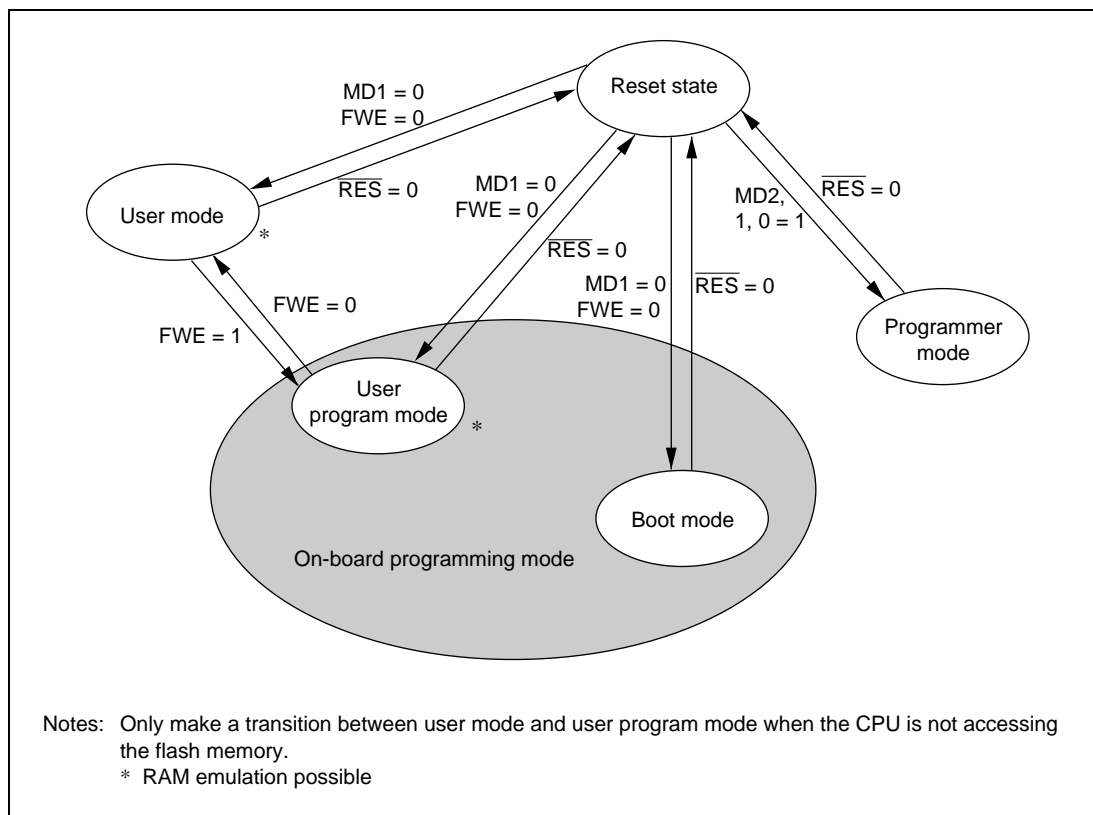 Reset state
MD1 = 0
FWE = 0
RES = 0
User mode
*
MD1 = 0
FWE = 0
RES = 0
MD2,
1, 0 = 1
RES = 0
FWE = 0
FWE = 1
MD1 = 0
FWE = 0
RES = 0
Programmer
mode
User
program mode
*
Boot mode
On-board programming mode
Notes: Only make a transition between user mode and user program mode when the CPU is not accessing
the flash memory.
* RAM emulation possible